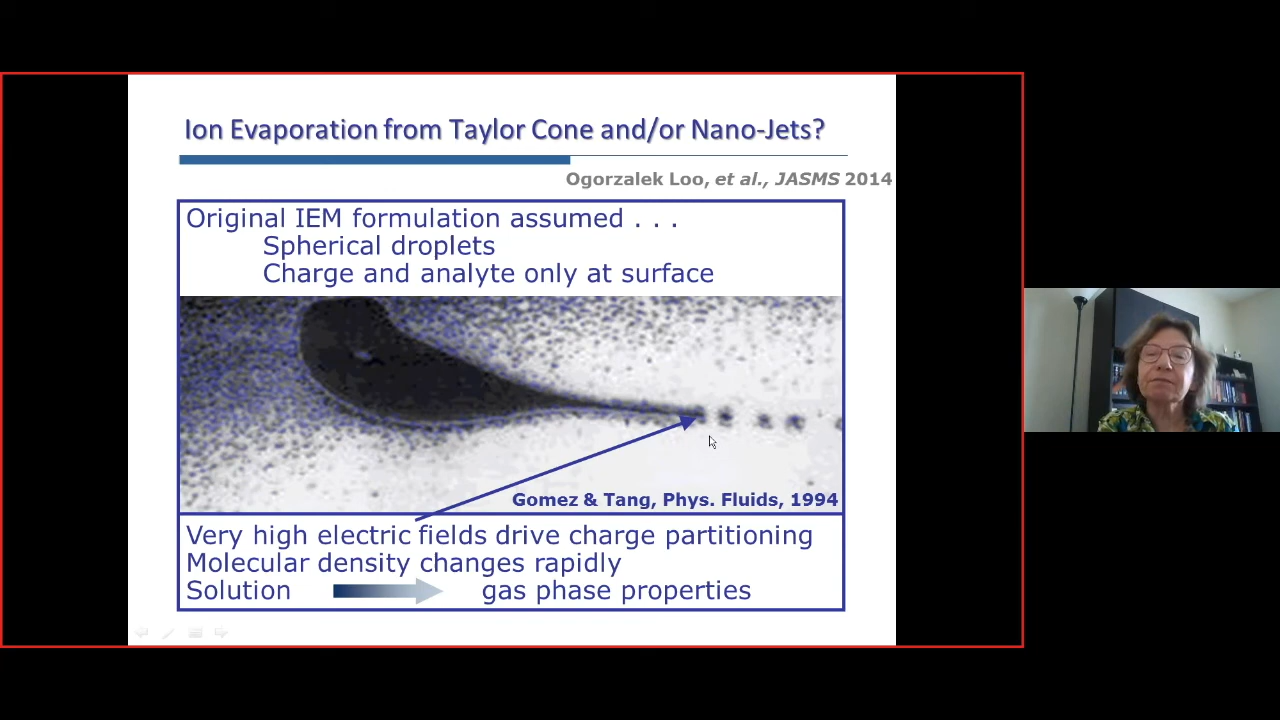 Ion Evaporation from Taylor Cone and/or Nano-Jets?
Ogorzalek Loo, et al., JASMS 2014
Original IEM formulation assumed . . .
Spherical droplets
Charge and analyte only at surface
Gomez & Tang, Phys. Fluids, 1994
Very high electric fields drive charge partitioning
Molecular density changes rapidly
Solution gas phase properties